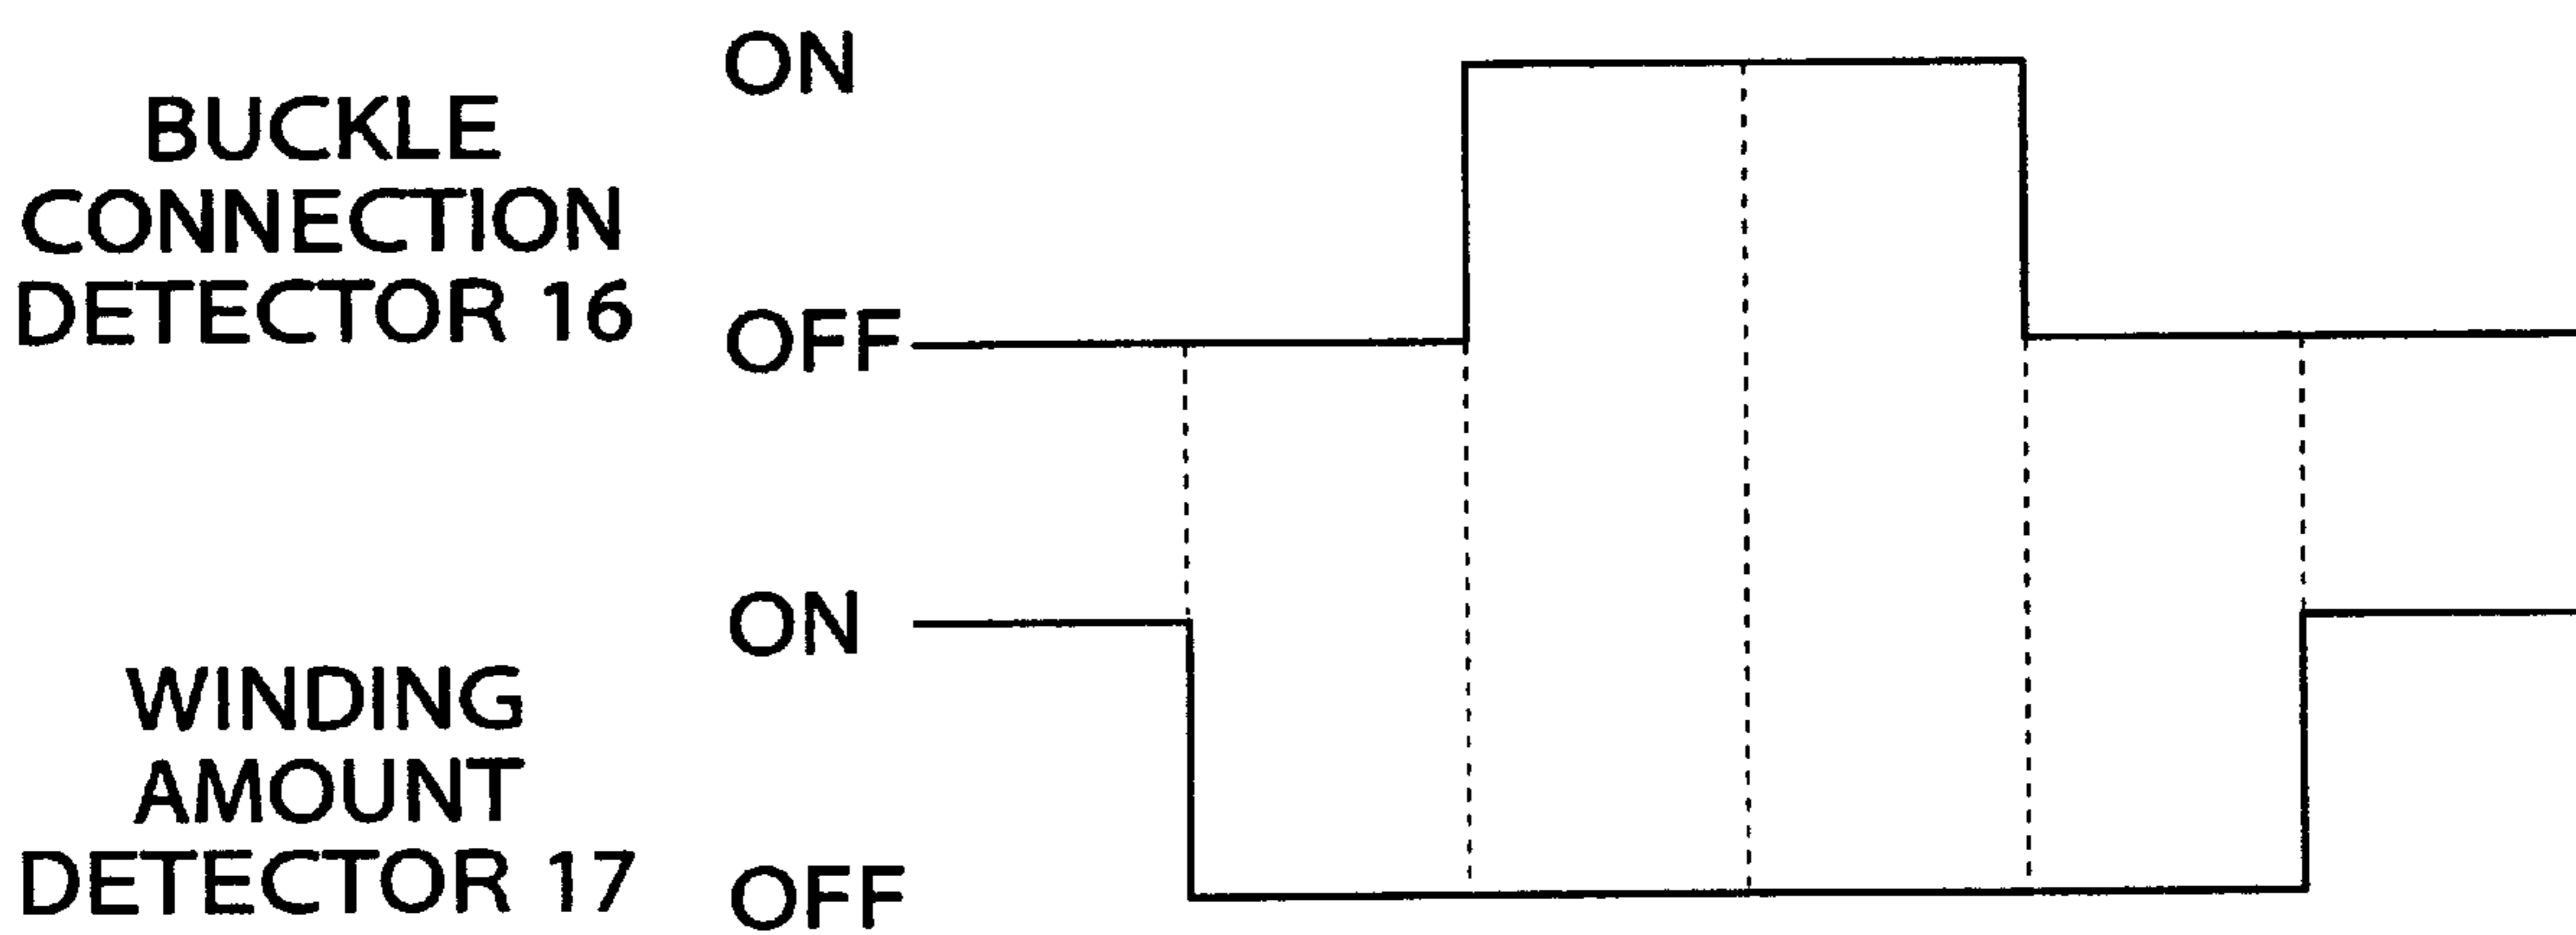 ON
BUCKLE
CONNECTION
DETECTOR 16
OFF
ON
WINDING
AMOUNT
DETECTOR 17
OFF